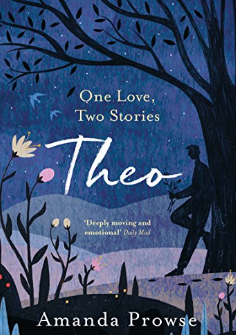 One Love,
Two Stories
Theo
'Deeply moving and
emotional' Daily Mail
Amanda Prowse